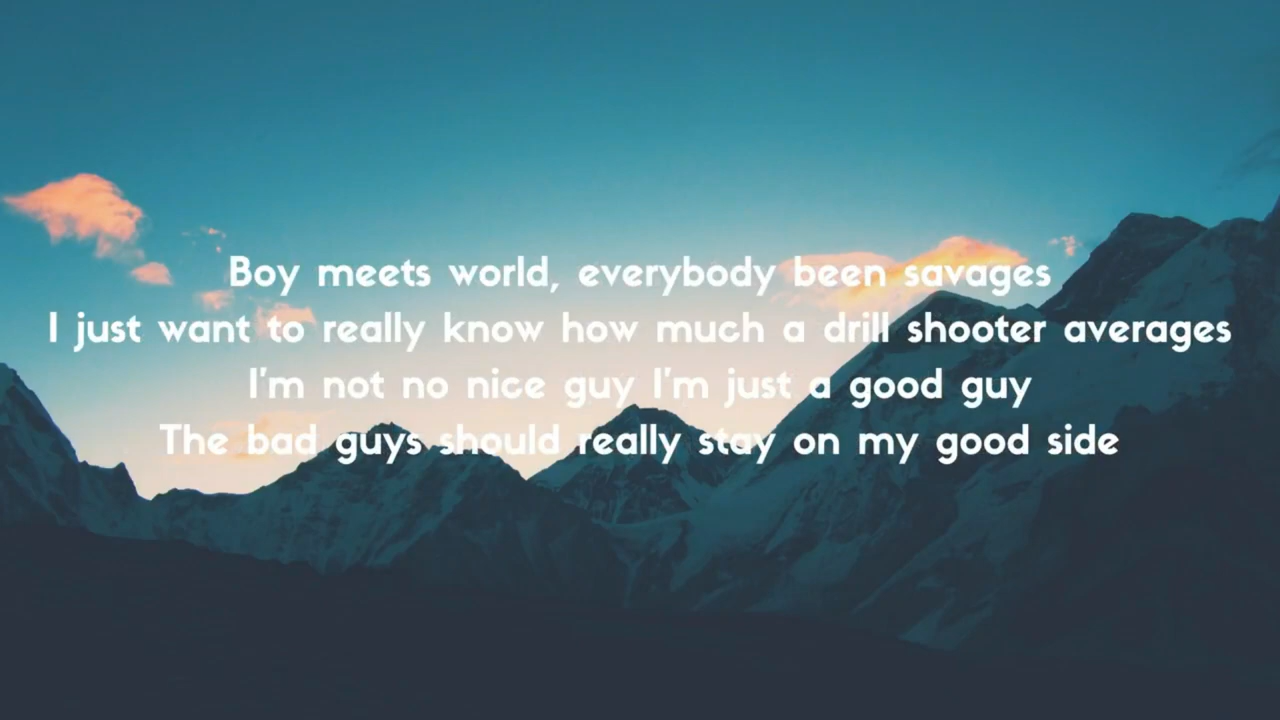 Boy meets world, everybody been savages
I just want to really know how much a drill shooter averages
I'm not no nice guy I'm just a good guy
The bad guys should really stay on my good side